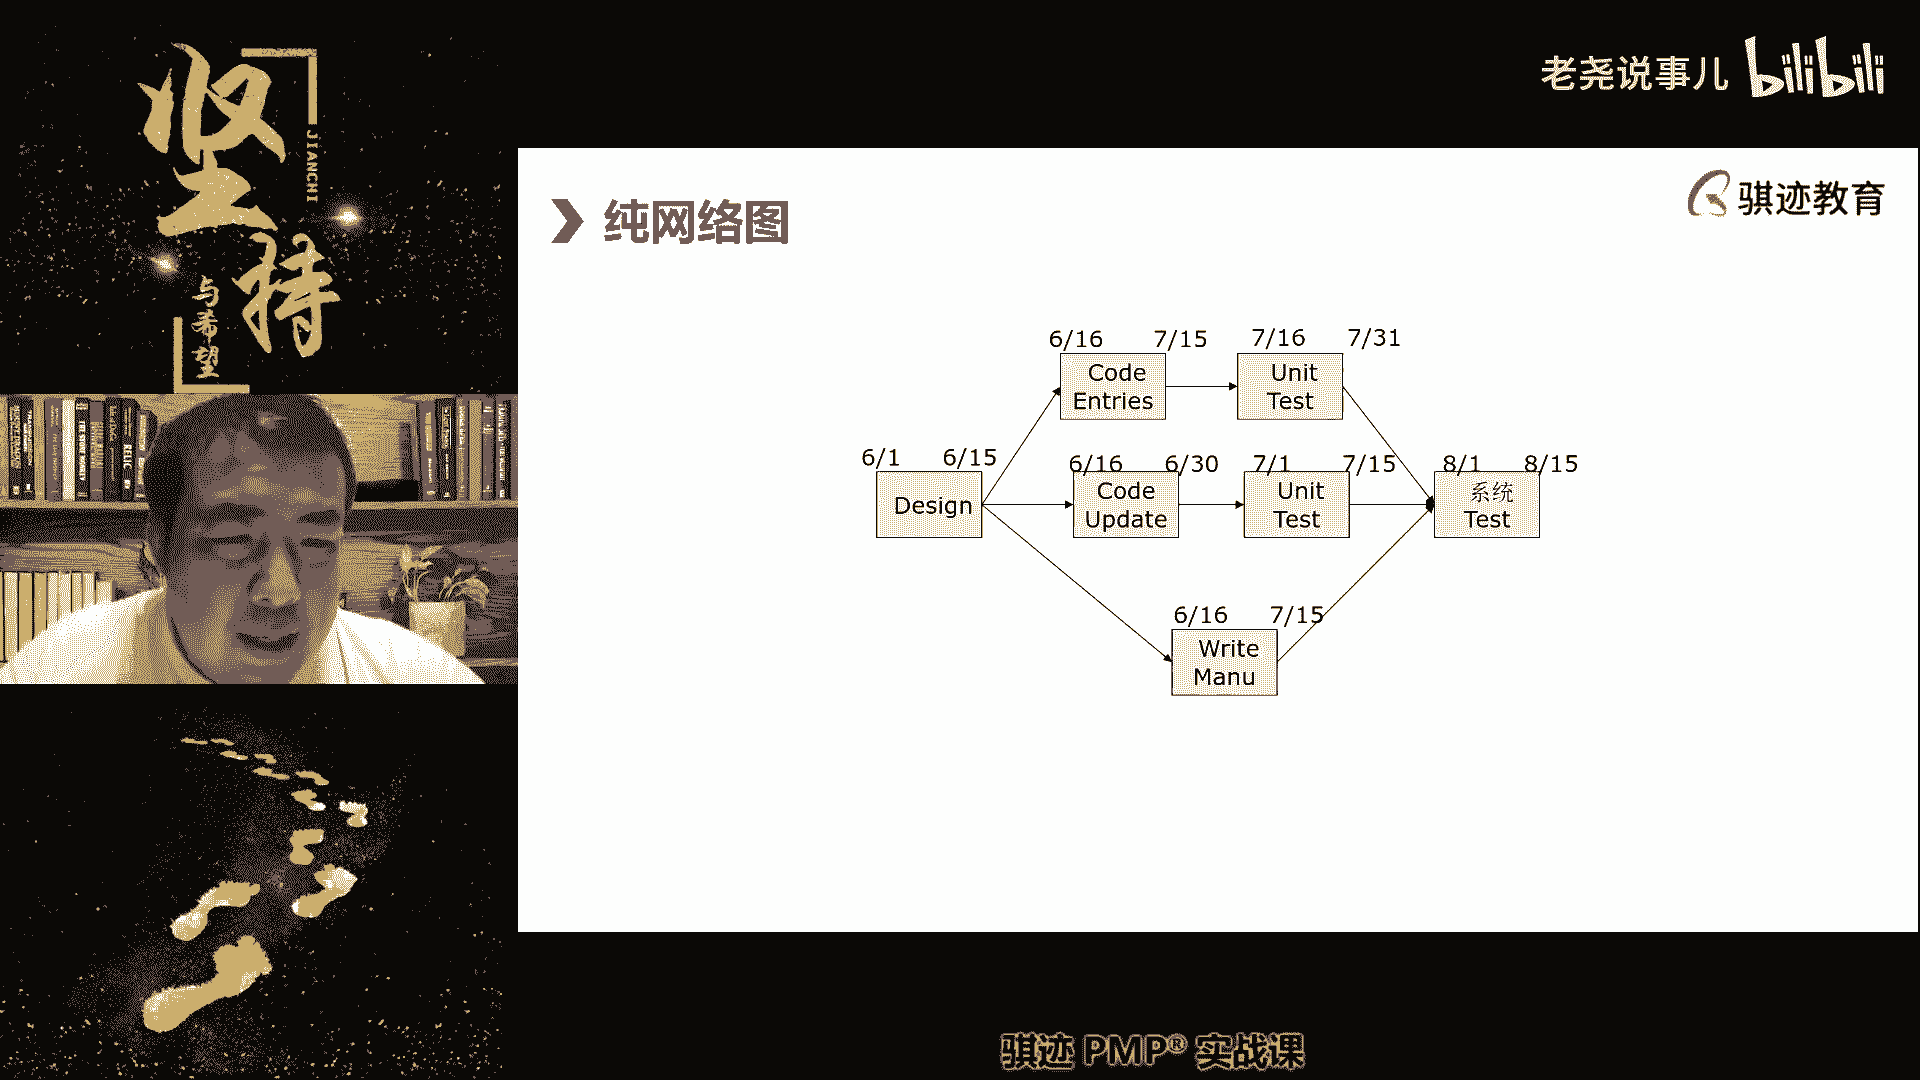 坚持
JIANCHI
与希望
老尧说事儿 bilibili
骐迹教育
纯网络图
6/16 7/15 7/16 7/31
Code Entries
Unit Test
6/1 6/15 6/16 6/30 7/1 7/15 8/1 8/15
Design
Code Update
Unit Test
系统 Test
6/16 7/15
Write Manu
骐迹 PMP® 实战课